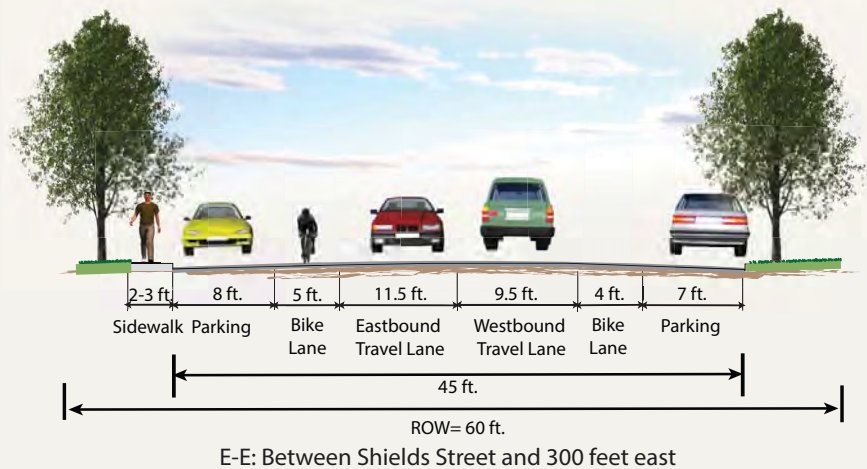 2-3 ft. 8 ft. 5 ft. 11.5 ft. 9.5 ft. 4 ft. 7 ft.
Sidewalk Parking Bike Eastbound Westbound Bike Parking
Lane Travel Lane Travel Lane Lane
45 ft.
ROW= 60 ft.
E-E: Between Shields Street and 300 feet east